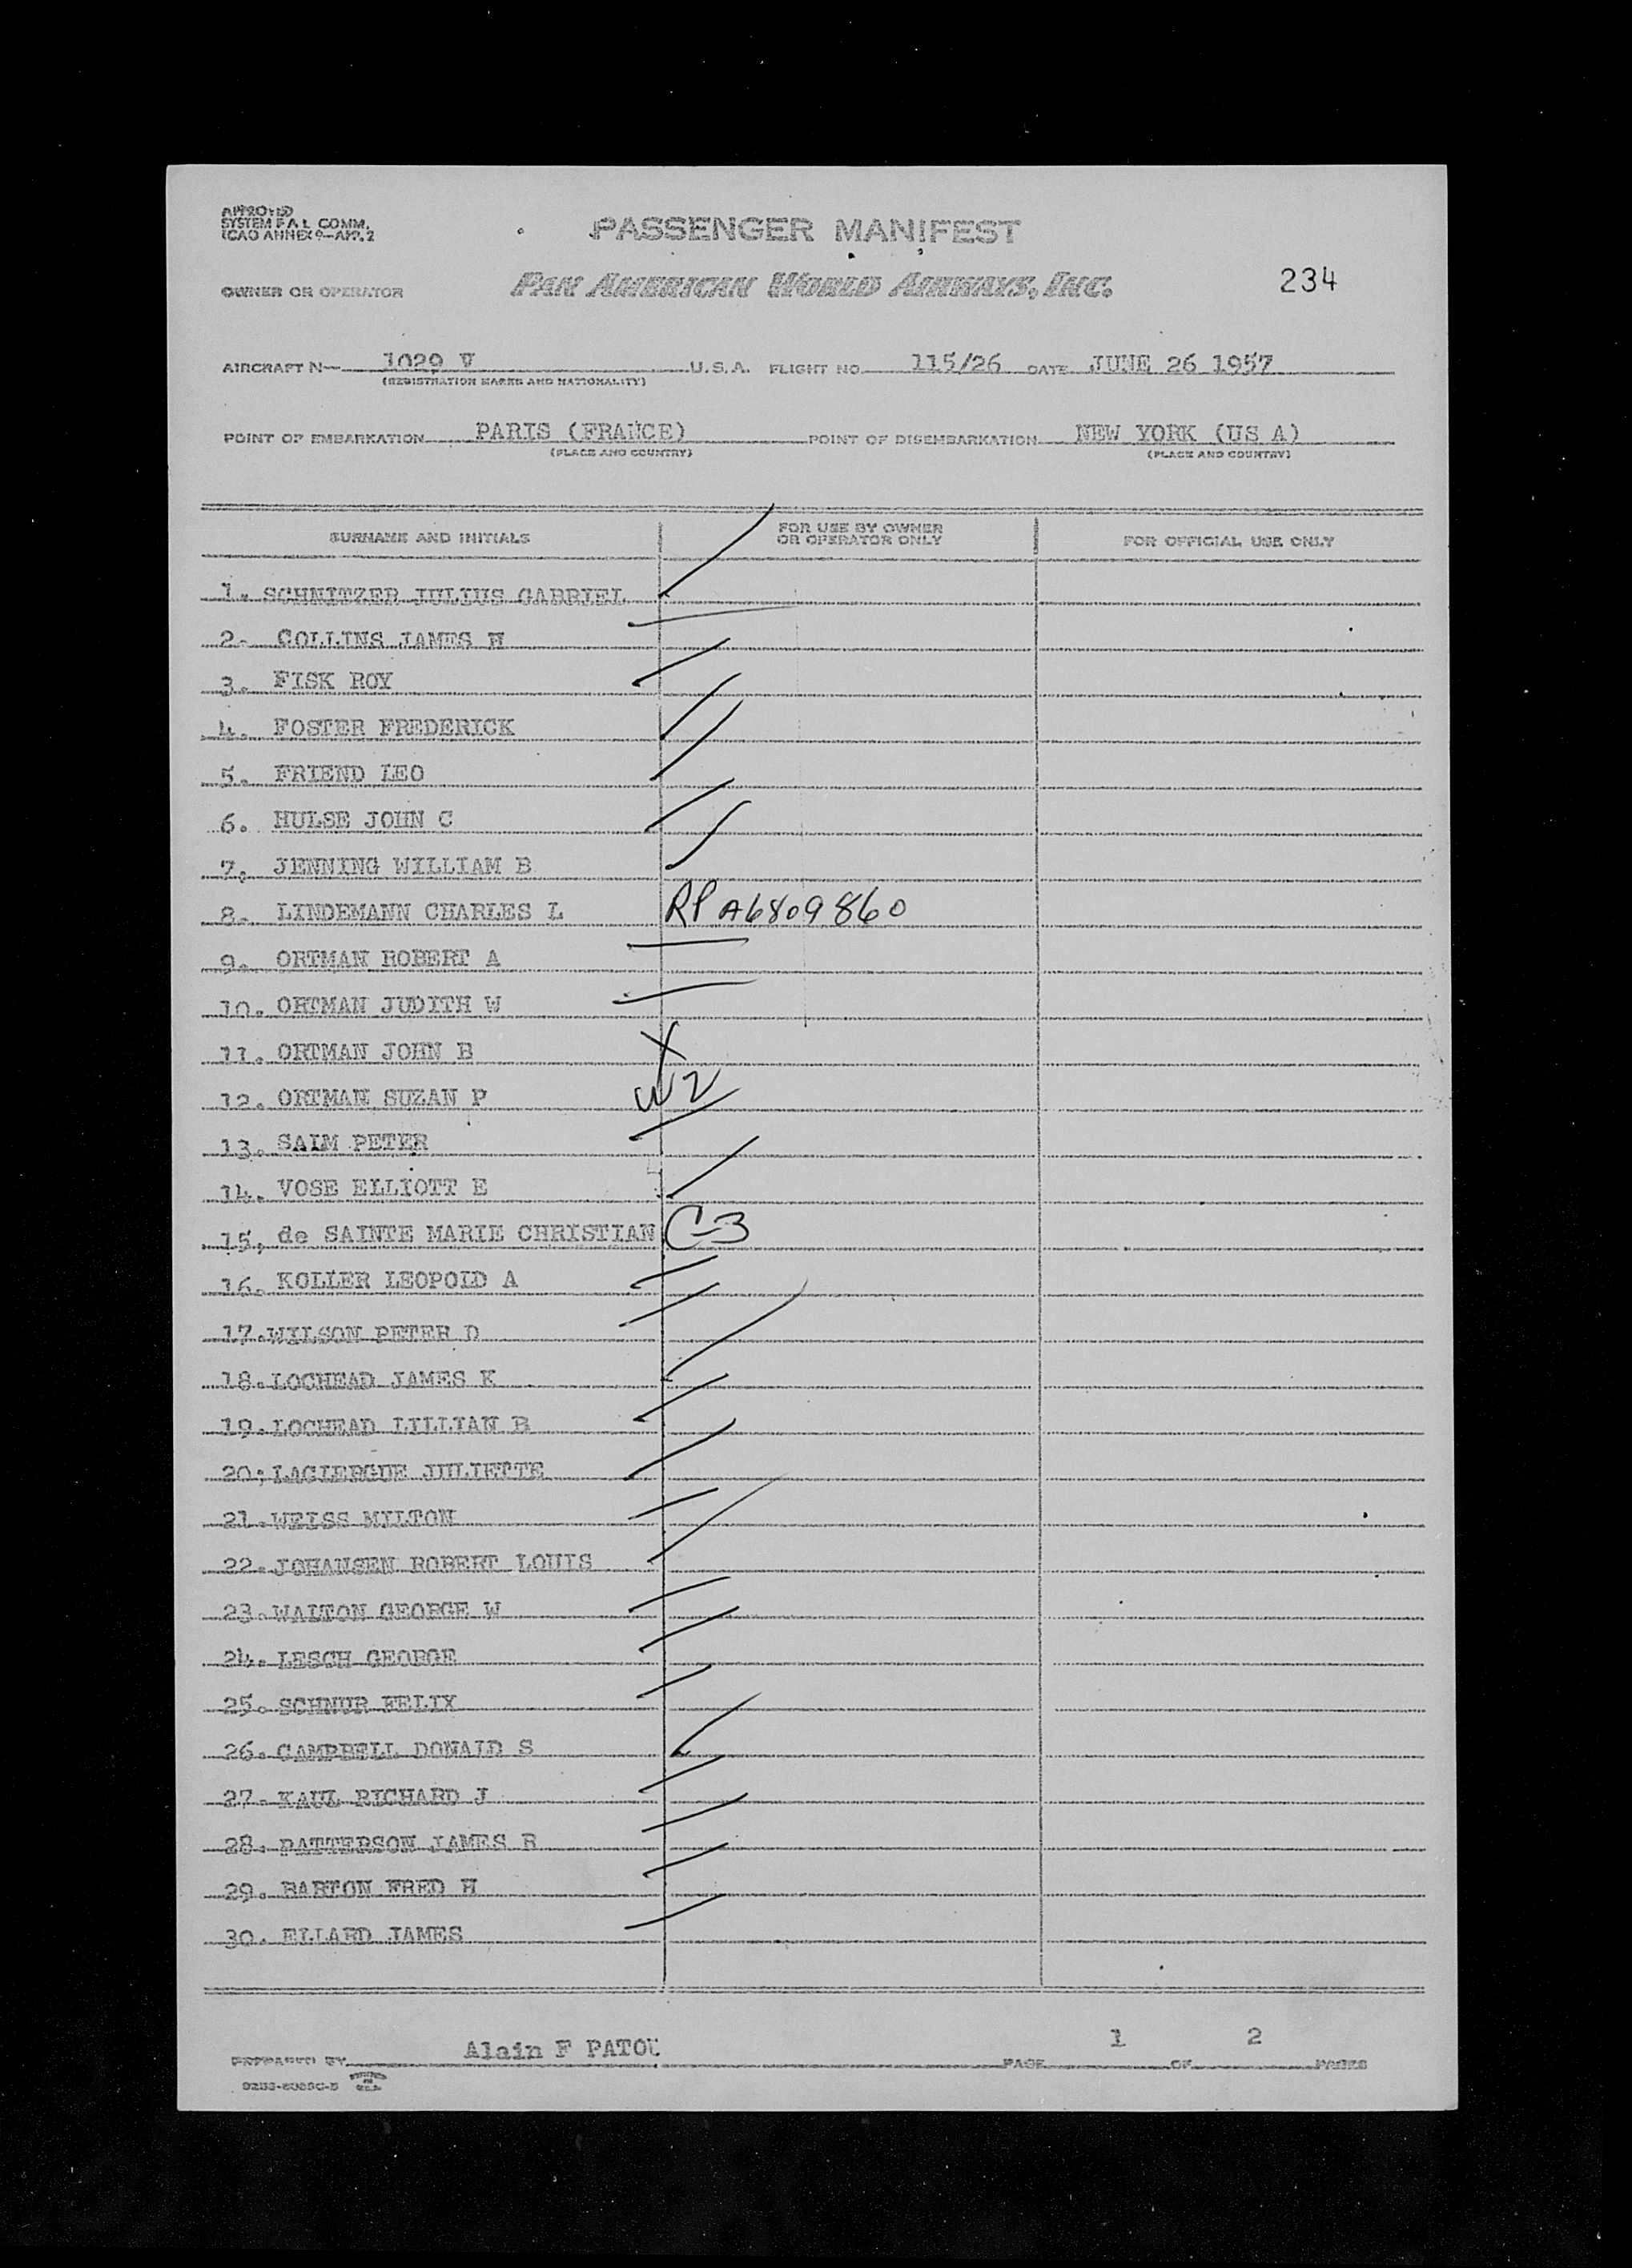 APPROVED
SYSTEM F A L COMM.
ICAO ANNEX 9-APP. 2
PASSENGER MANIFEST
OWNER OR OPERATOR PAN AMERICAN WORLD AIRWAYS, INC. 234
AIRCRAFT N— 1029 V U.S.A. FLIGHT NO. 115/26 DATE JUNE 26 1957
(REGISTRATION MARKS AND NATIONALITY)
POINT OF EMBARKATION PARIS (FRANCE) POINT OF DISEMBARKATION NEW YORK (US A)
(PLACE AND COUNTRY) (PLACE AND COUNTRY)
SURNAME AND INITIALS FOR USE BY OWNER OR OPERATOR ONLY FOR OFFICIAL USE ONLY
1. SCHNITZER JULIUS GABRIEL
2- COLLINS JAMES H
3. FISK ROY
4. FOSTER FREDERICK
5. FRIEND LEO
6. HULSE JOHN C
7. JENNING WILLIAM B
8. LINDEMANN CHARLES L RP A6809860
9. ORTMAN ROBERT A
10. ORTMAN JUDITH W
11. ORTMAN JOHN B X
12. ORTMAN SUZAN P W2
13. SAIM PETER
14. VOSE ELLIOTT E
15. de SAINTE MARIE CHRISTIAN C-3
16. KOLLER LEOPOLD A
17.WILSON PETER D
18.LOCHEAD JAMES K
19.LOCHEAD LILLIAN B
20;LACIERGUE JULIETTE
21.WEISS MILTON
22.JOHANSEN ROBERT LOUIS
23.WALTON GEORGE W
24. LESCH GEORGE
25. SCHNUR FELIX
26. CAMPBELL DONALD S
27. KAUL RICHARD J
28. PATTERSON JAMES R
29. BARTON FRED H
30. ELLARD JAMES
PREPARED BY Alain F PATOU PAGE 1 OF 2 PAGES